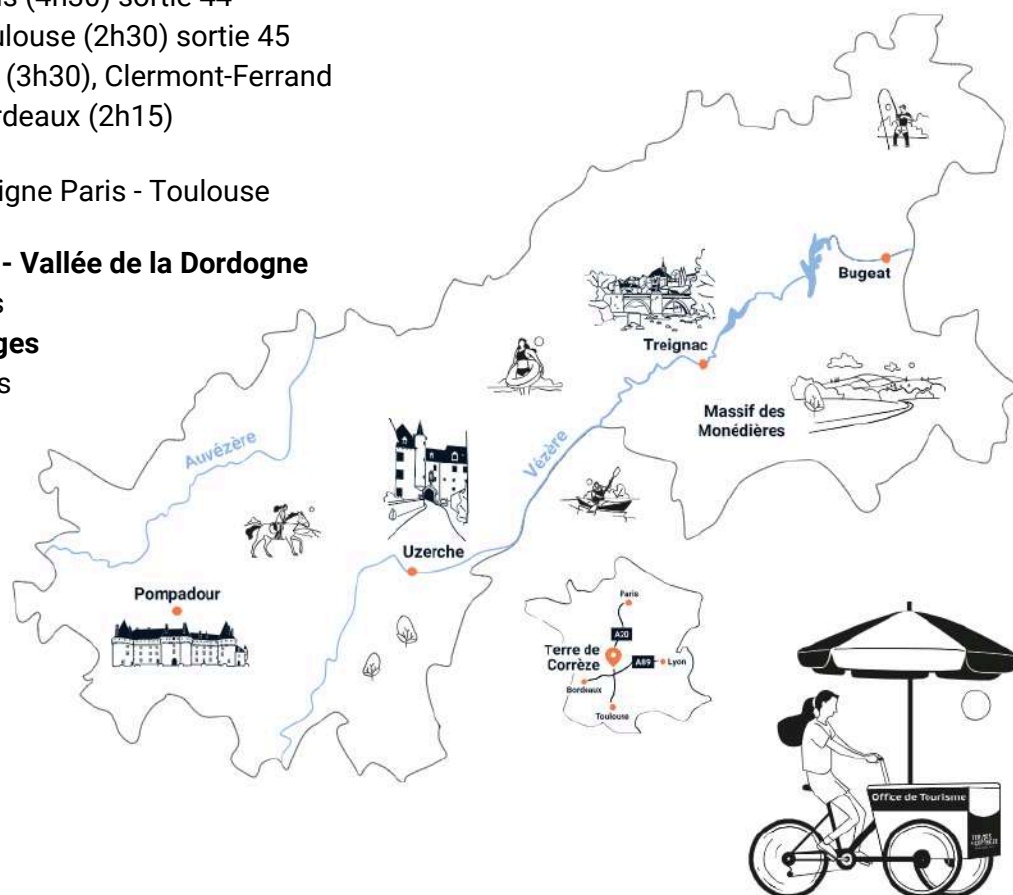 (4h30) sortie 44
ulouse (2h30) sortie 45
(3h30), Clermont-Ferrand
rdeaux (2h15)
igne Paris - Toulouse
- Vallée de la Dordogne
s
ges
s
Bugeat
Treignac
Massif des
Monédières
Auvézère
Vézère
Uzerche
Pompadour
Paris
A20
Terre de
Corrèze
A89
Lyon
Bordeaux
Toulouse
Office de Tourisme